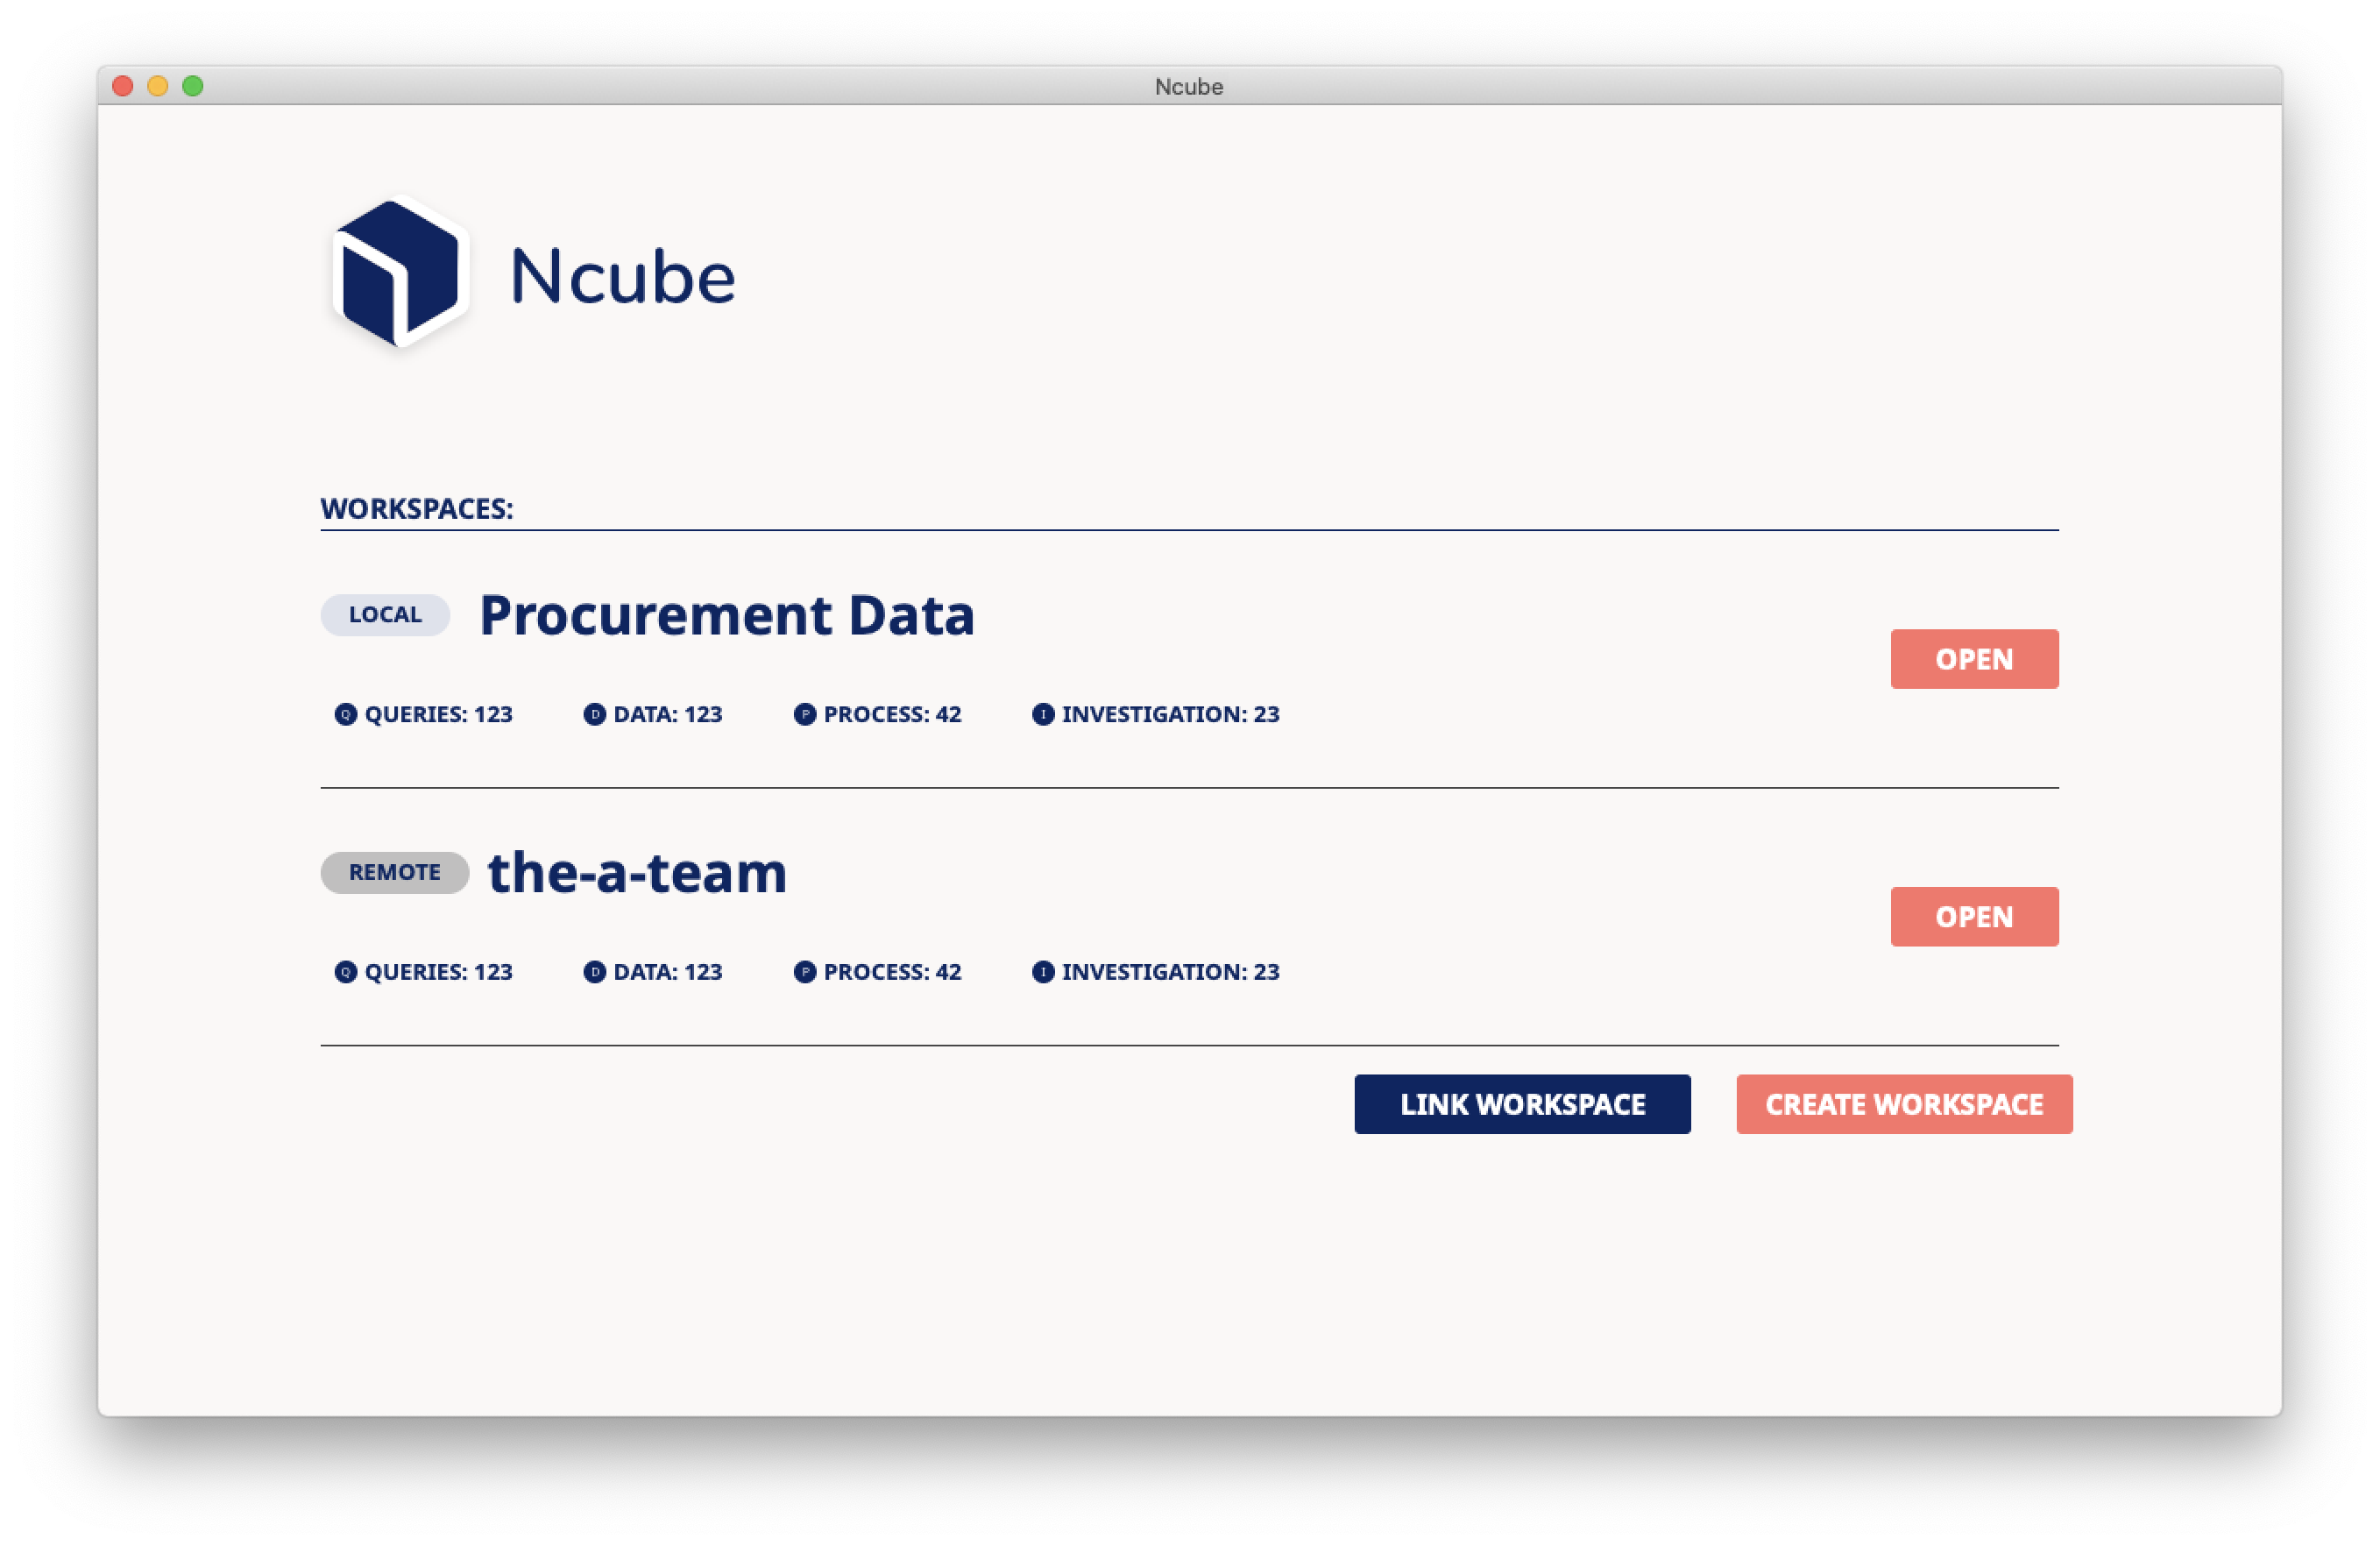 Ncube
Ncube
WORKSPACES:
LOCAL Procurement Data
OPEN
Q QUERIES: 123 D DATA: 123 P PROCESS: 42 I INVESTIGATION: 23
REMOTE the-a-team
OPEN
Q QUERIES: 123 D DATA: 123 P PROCESS: 42 I INVESTIGATION: 23
LINK WORKSPACE CREATE WORKSPACE